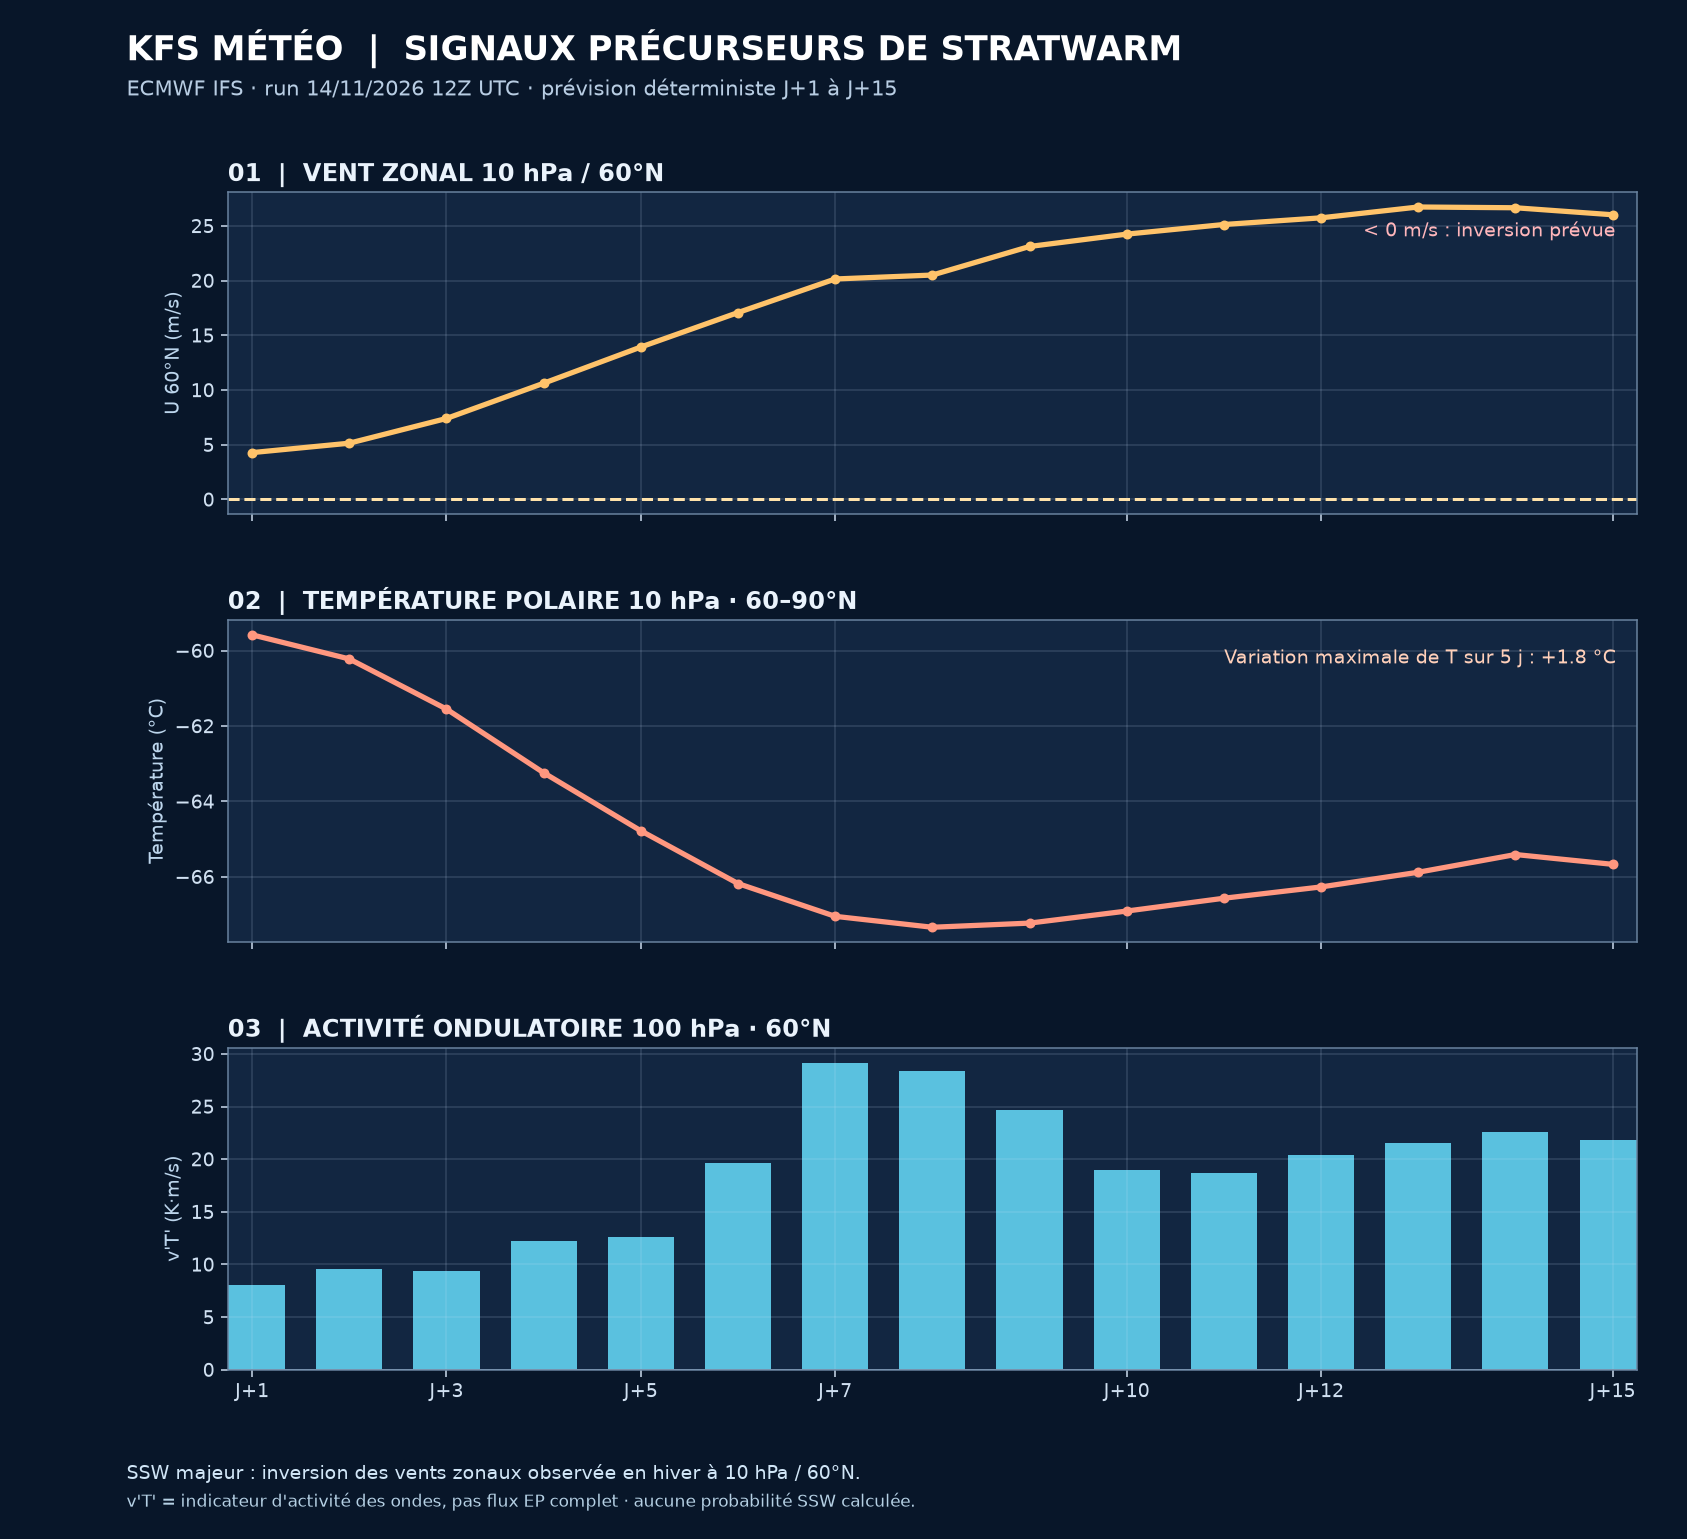 KFS MÉTÉO | SIGNAUX PRÉCURSEURS DE STRATWARM
ECMWF IFS · run 14/11/2026 12Z UTC · prévision déterministe J+1 à J+15
01 | VENT ZONAL 10 hPa / 60°N
25
< 0 m/s : inversion prévue
20
15
10
5
0
U 60°N (m/s)
02 | TEMPÉRATURE POLAIRE 10 hPa · 60–90°N
−60
Variation maximale de T sur 5 j : +1.8 °C
−62
−64
−66
Température (°C)
03 | ACTIVITÉ ONDULATOIRE 100 hPa · 60°N
30
25
20
15
10
5
0
v'T' (K·m/s)
J+1 J+3 J+5 J+7 J+10 J+12 J+15
SSW majeur : inversion des vents zonaux observée en hiver à 10 hPa / 60°N.
v'T' = indicateur d'activité des ondes, pas flux EP complet · aucune probabilité SSW calculée.